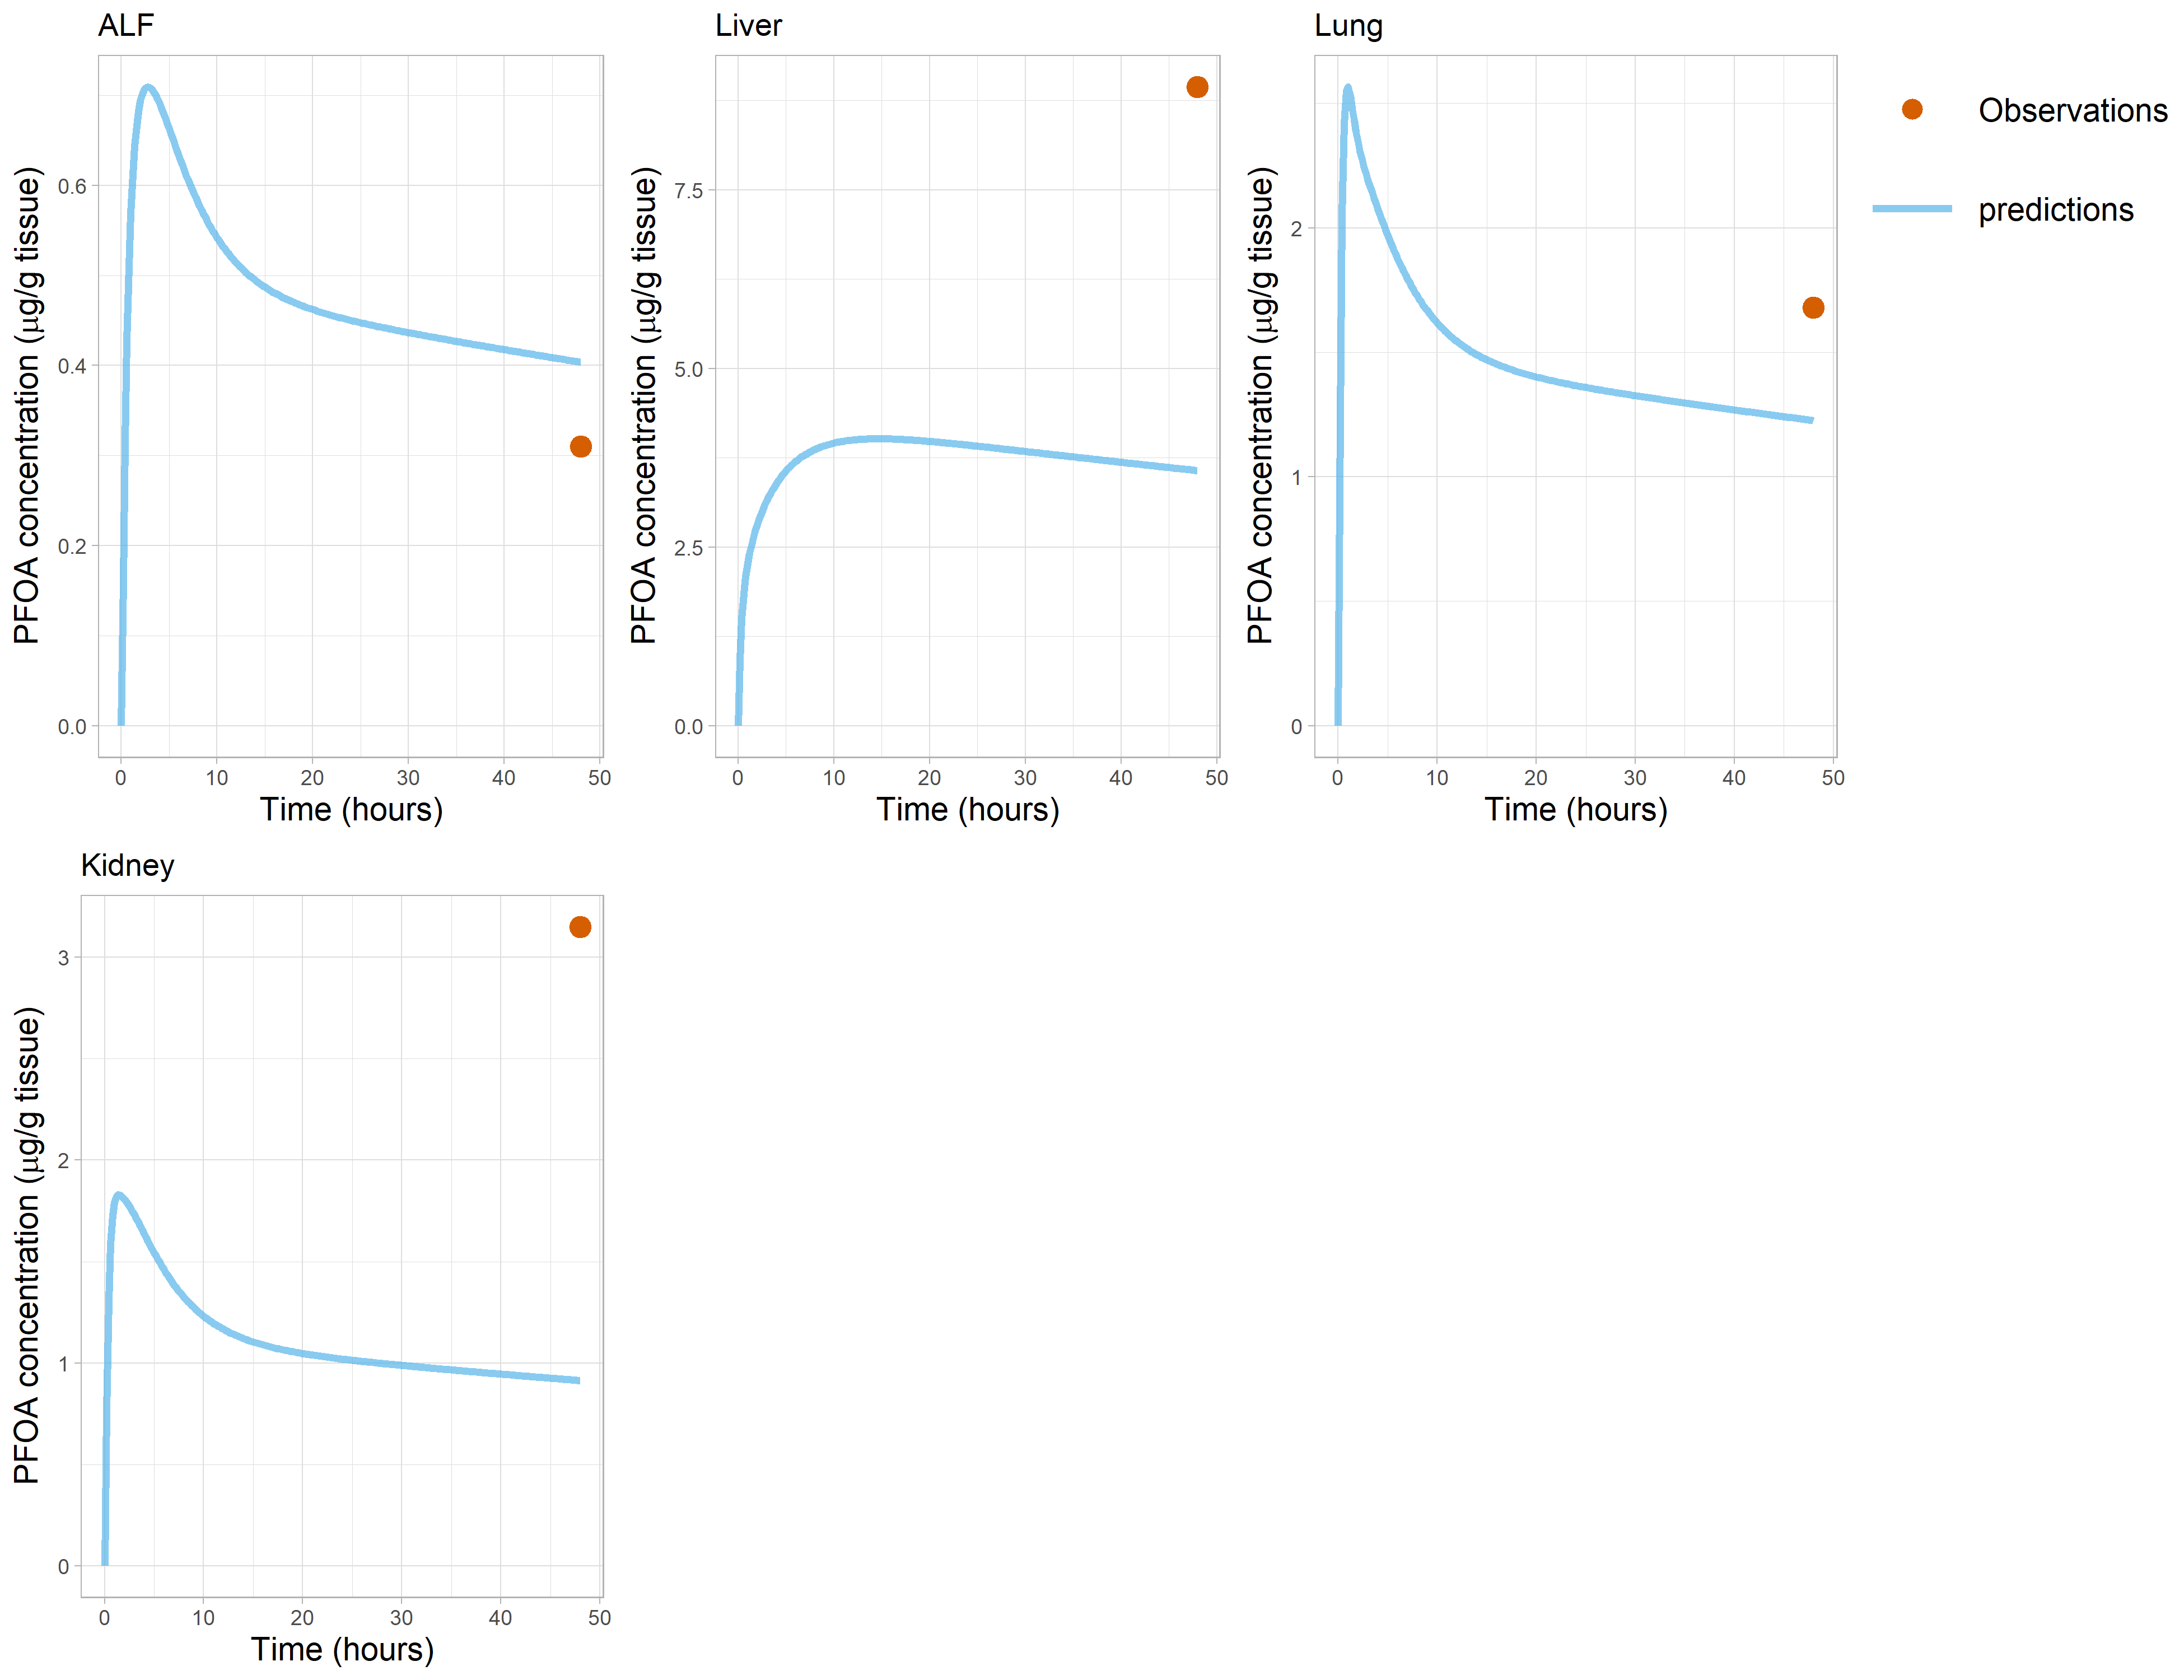 ALF
PFOA concentration (μg/g tissue)
0.6
0.4
0.2
0.0
0 10 20 30 40 50
Time (hours)
Liver
PFOA concentration (μg/g tissue)
7.5
5.0
2.5
0.0
0 10 20 30 40 50
Time (hours)
Lung
PFOA concentration (μg/g tissue)
2
1
0
0 10 20 30 40 50
Time (hours)
Observations
predictions
Kidney
PFOA concentration (μg/g tissue)
3
2
1
0
0 10 20 30 40 50
Time (hours)